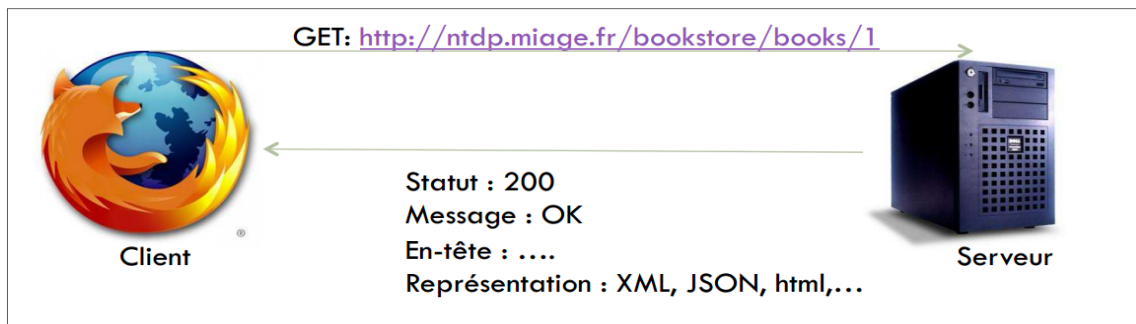 GET: http://ntdp.miage.fr/bookstore/books/1
Statut : 200
Message : OK
En-tête : ....
Représentation : XML, JSON, html,...
Client
Serveur
®